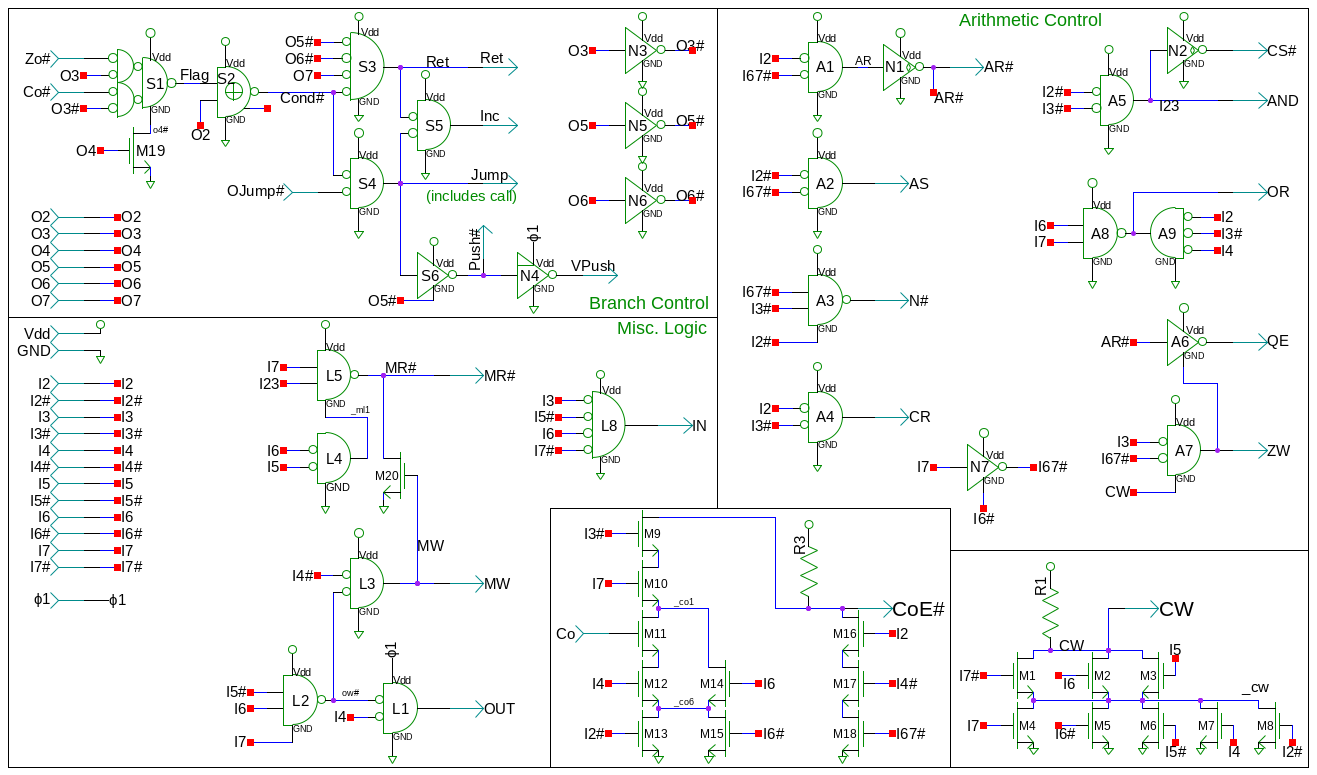 Arithmetic Control
Zo#
O3
Co#
O3#
S1
Vdd
GND
Flag
S2
Vdd
GND
O2
Cond#
O4
M19
o4#
O5#
O6#
O7
S3
Vdd
GND
Ret
Ret
S5
Vdd
GND
Inc
S4
Vdd
GND
OJump#
Jump
(includes call)
O3
N3
O3#
O5
N5
O5#
O6
N6
O6#
S6
Vdd
GND
O5#
Push#
ϕ1
N4
Vdd
GND
VPush
Branch Control
O2
O2
O3
O3
O4
O4
O5
O5
O6
O6
O7
O7
Misc. Logic
Vdd
GND
I2
I2
I2#
I2#
I3
I3
I3#
I3#
I4
I4
I4#
I4#
I5
I5
I5#
I5#
I6
I6
I6#
I6#
I7
I7
I7#
I7#
ϕ1
ϕ1
I7
I23
L5
Vdd
GND
MR#
MR#
_ml1
I6
I5
L4
GND
M20
MW
I4#
L3
Vdd
GND
MW
I5#
I6
I7
L2
Vdd
GND
ow#
ϕ1
I4
L1
Vdd
GND
OUT
I3
I5#
I6
I7#
L8
Vdd
GND
IN
I2
I67#
A1
Vdd
GND
AR
N1
Vdd
GND
AR#
AR#
I2#
I67#
A2
Vdd
GND
AS
I67#
I3#
I2#
A3
Vdd
GND
N#
I2
I3#
A4
Vdd
GND
CR
I2#
I3#
A5
Vdd
GND
I23
N2
Vdd
GND
CS#
AND
I6
I7
A8
Vdd
GND
A9
GND
I2
I3#
I4
OR
AR#
A6
Vdd
GND
QE
I3
I67#
CW
A7
Vdd
GND
ZW
I7
N7
Vdd
GND
I67#
I6#
I3#
M9
I7
M10
_co1
Co
M11
I4
M12
M14
I6
_co6
I2#
M13
M15
I6#
R3
CoE#
M16
I2
M17
I4#
M18
I67#
R1
CW
CW
I7#
M1
I6
M2
M3
I5
_cw
I7
M4
I6#
M5
M6
I5#
M7
I4
M8
I2#